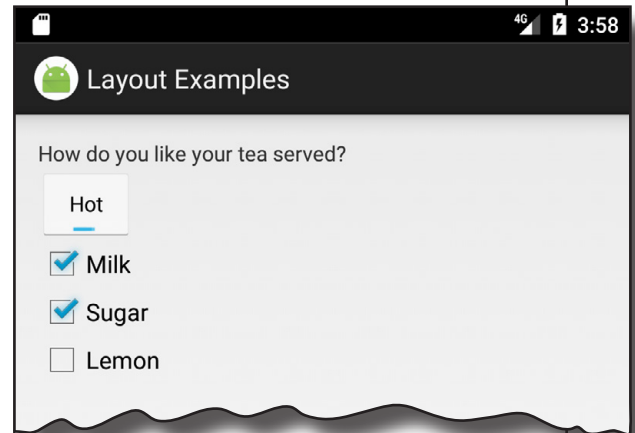 4G 3:58
Layout Examples
How do you like your tea served?
Hot
Milk
Sugar
Lemon